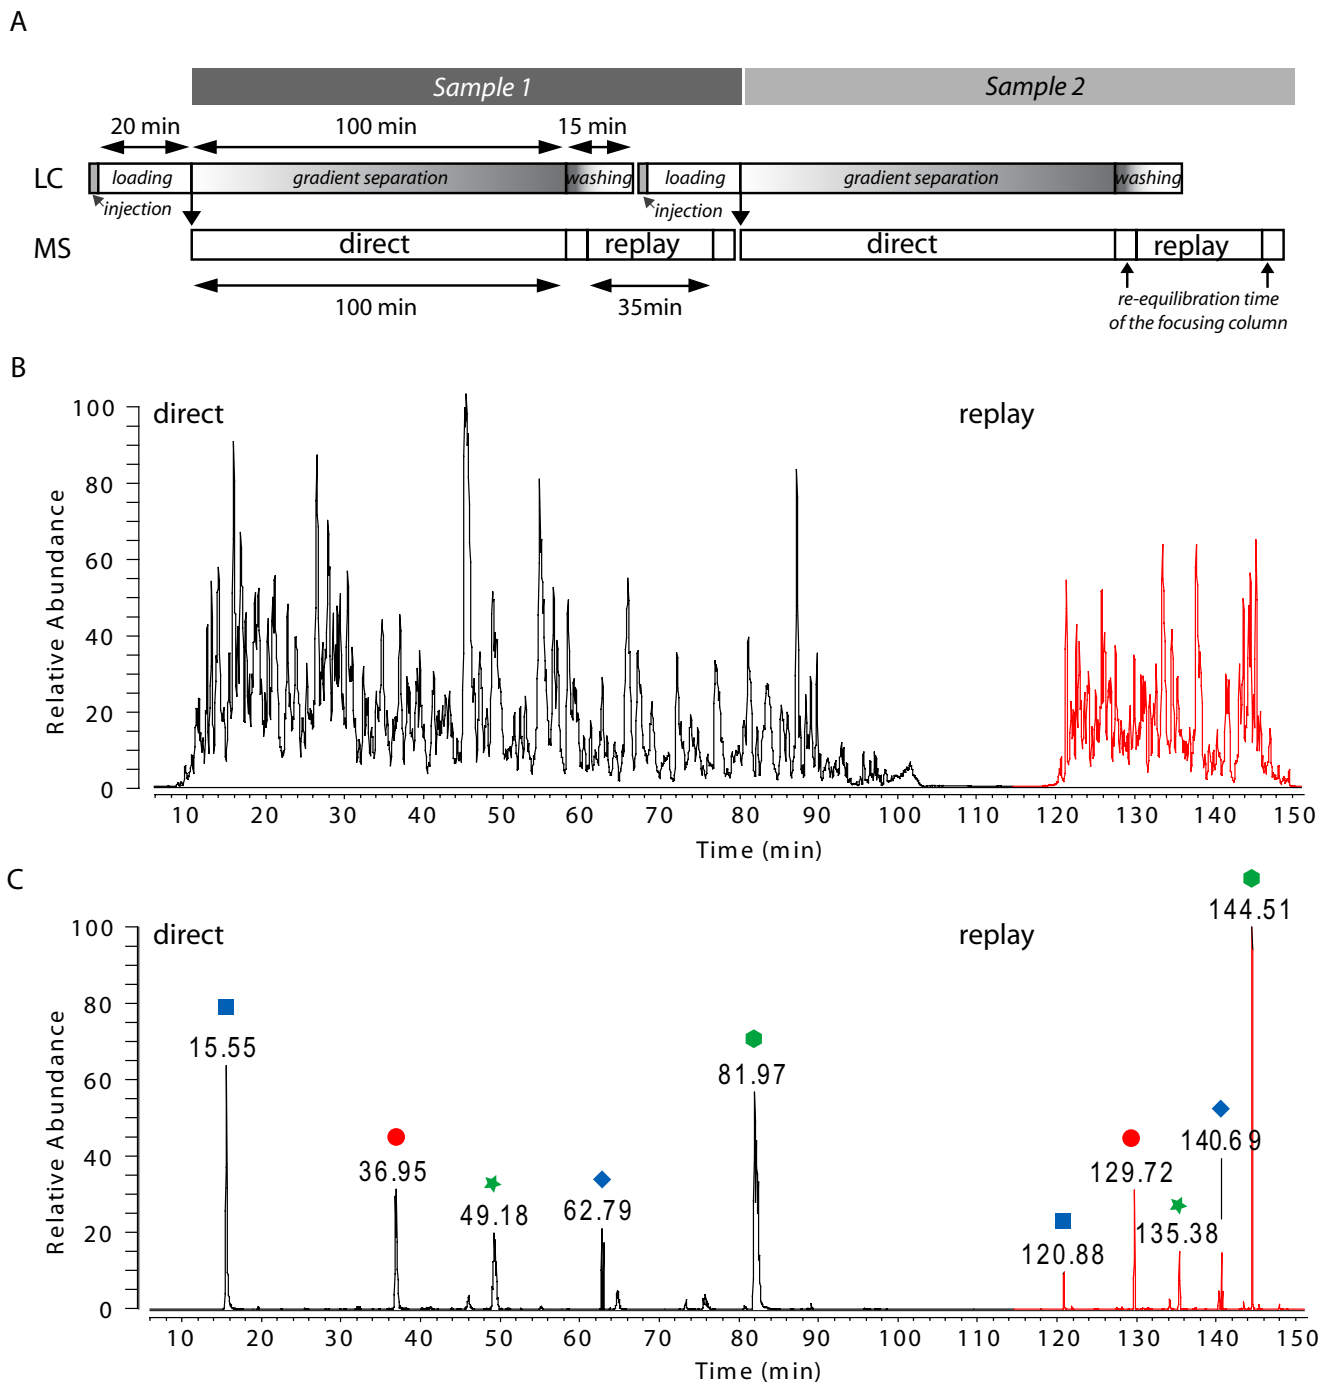 A
Sample 1
Sample 2
20 min
100 min
15 min
LC
loading
gradient separation
washing
loading
gradient separation
washing
injection
injection
MS
direct
replay
direct
replay
100 min
35min
re-equilibration time
of the focusing column
B
direct
replay
100
80
60
40
20
0
Relative Abundance
10 20 30 40 50 60 70 80 90 100 110 120 130 140 150
Time (min)
C
direct
replay
144.51
15.55
81.97
36.95
49.18
62.79
140.69
129.72
135.38
120.88
100
80
60
40
20
0
Relative Abundance
10 20 30 40 50 60 70 80 90 100 110 120 130 140 150
Time (min)